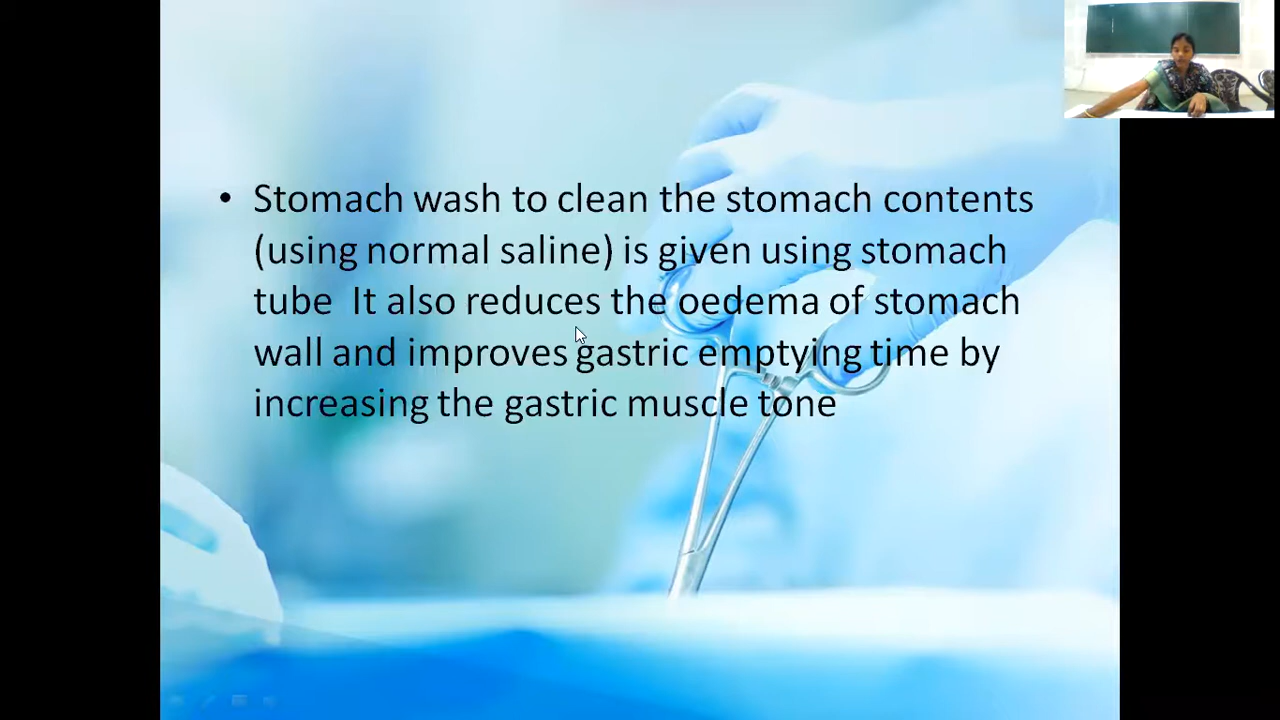 • Stomach wash to clean the stomach contents
(using normal saline) is given using stomach
tube  It also reduces the oedema of stomach
wall and improves gastric emptying time by
increasing the gastric muscle tone